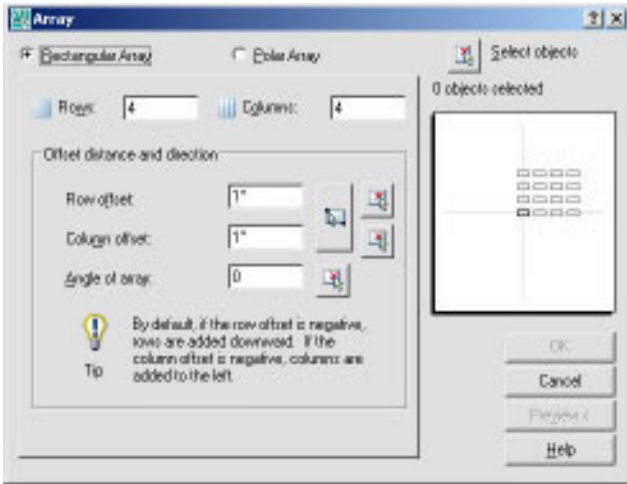 Array
Rectangular Array
Polar Array
Select objects
0 objects selected
Rows: 4
Columns: 4
Offset distance and direction
Row offset: 1"
Column offset: 1"
Angle of array: 0
By default, if the row offset is negative,
rows are added downward. If the
column offset is negative, columns are
added to the left.
Tip
OK
Cancel
Preview <
Help